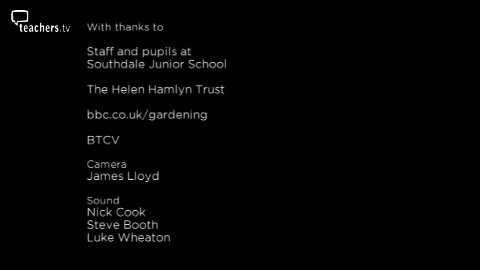 teachers.tv
With thanks to
Staff and pupils at
Southdale Junior School
The Helen Hamlyn Trust
bbc.co.uk/gardening
BTCV
Camera
James Lloyd
Sound
Nick Cook
Steve Booth
Luke Wheaton